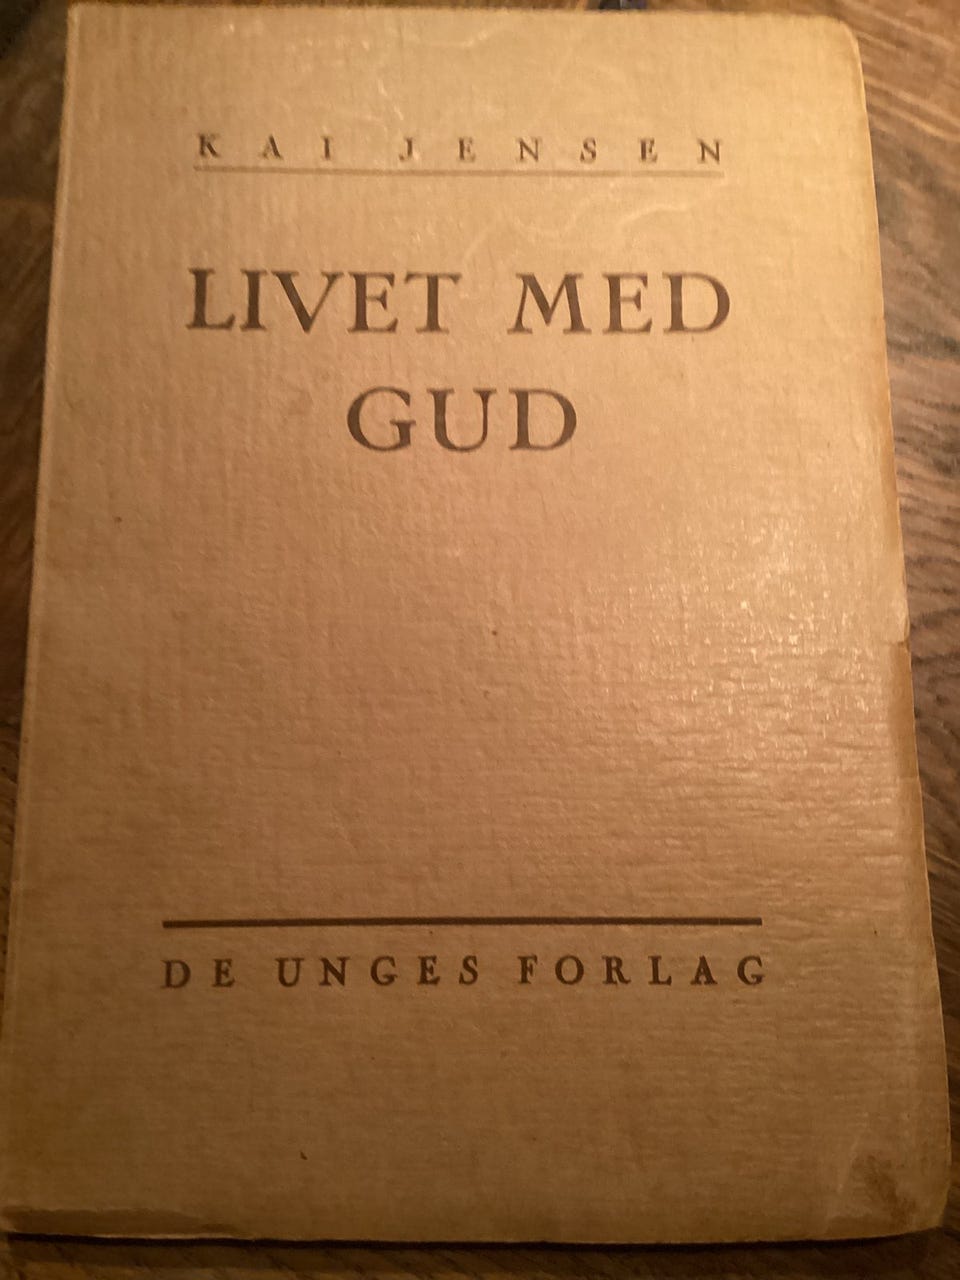 KAI JENSEN
LIVET MED
GUD
DE UNGES FORLAG